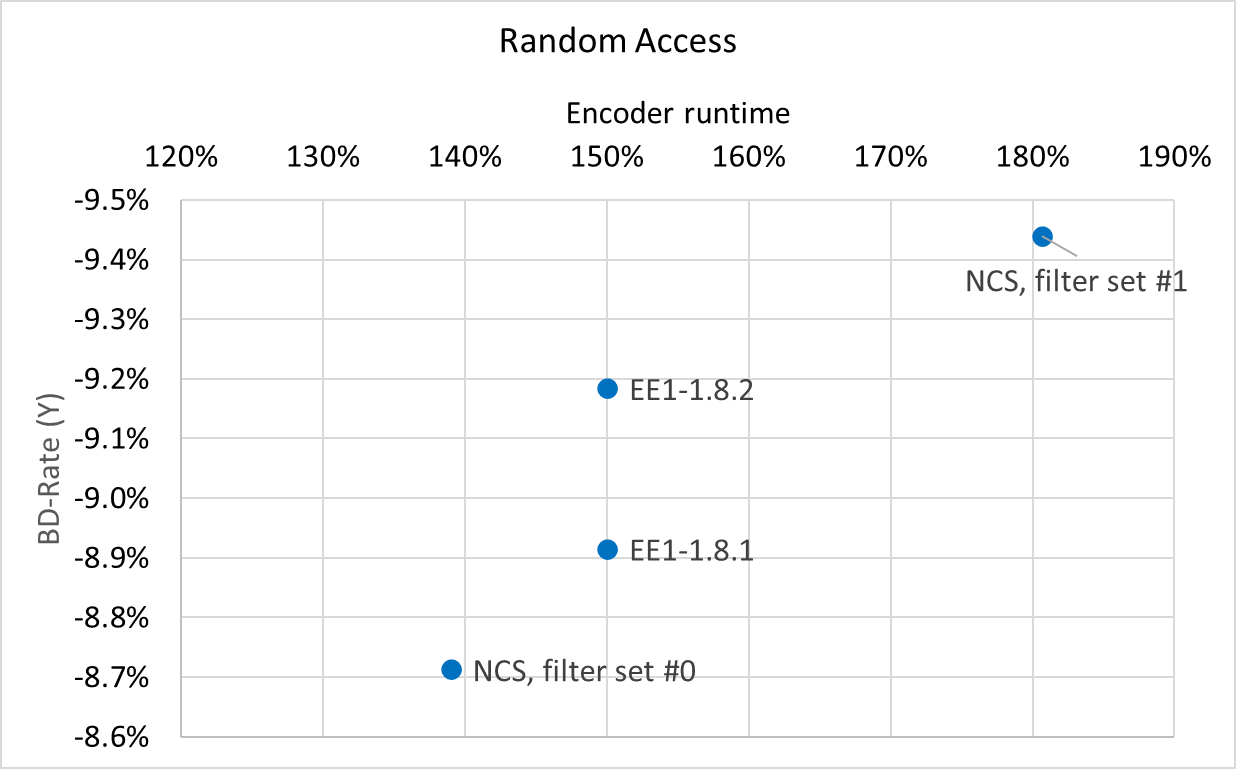 Random Access
Encoder runtime
120% 130% 140% 150% 160% 170% 180% 190%
-9.5%
-9.4%
NCS, filter set #1
-9.3%
-9.2%
EE1-1.8.2
-9.1%
BD-Rate (Y)
-9.0%
-8.9%
EE1-1.8.1
-8.8%
-8.7%
NCS, filter set #0
-8.6%